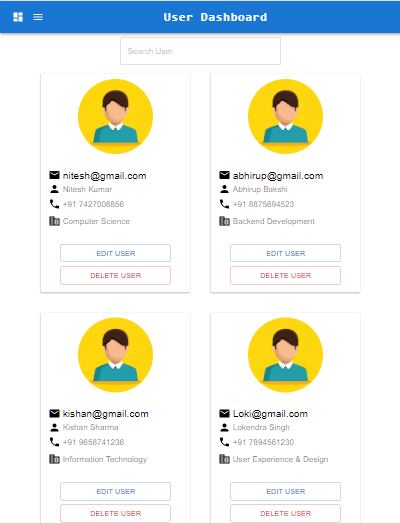 User Dashboard
Search User
nitesh@gmail.com
Nitesh Kumar
+91 7427006856
Computer Science
EDIT USER
DELETE USER
abhirup@gmail.com
Abhirup Bakshi
+91 8875694523
Backend Development
EDIT USER
DELETE USER
kishan@gmail.com
Kishan Sharma
+91 9658741236
Information Technology
EDIT USER
DELETE USER
Loki@gmail.com
Lokendra Singh
+91 7894561230
User Experience & Design
EDIT USER
DELETE USER